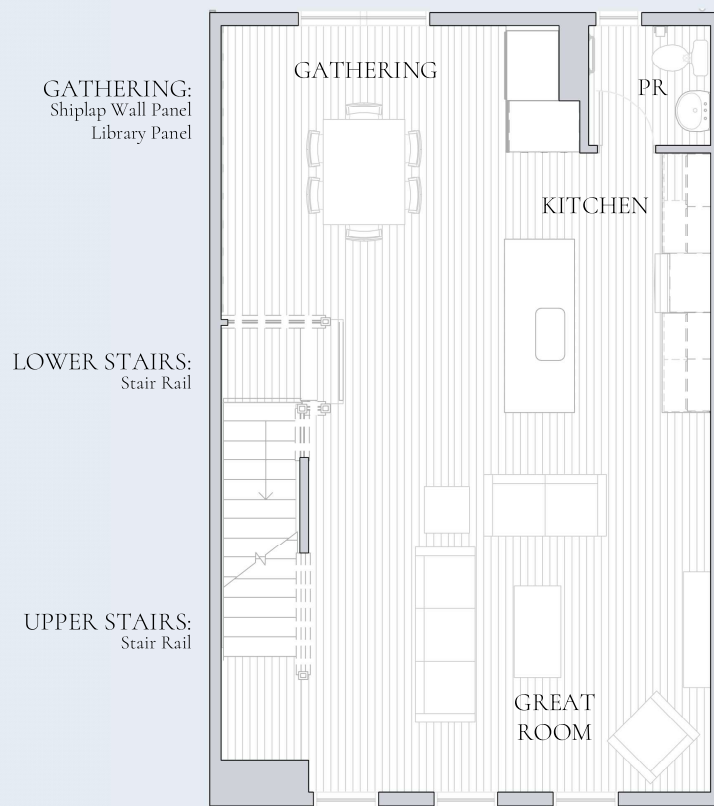 GATHERING:
Shiplap Wall Panel
Library Panel
LOWER STAIRS:
Stair Rail
UPPER STAIRS:
Stair Rail
GATHERING
PR
KITCHEN
GREAT
ROOM